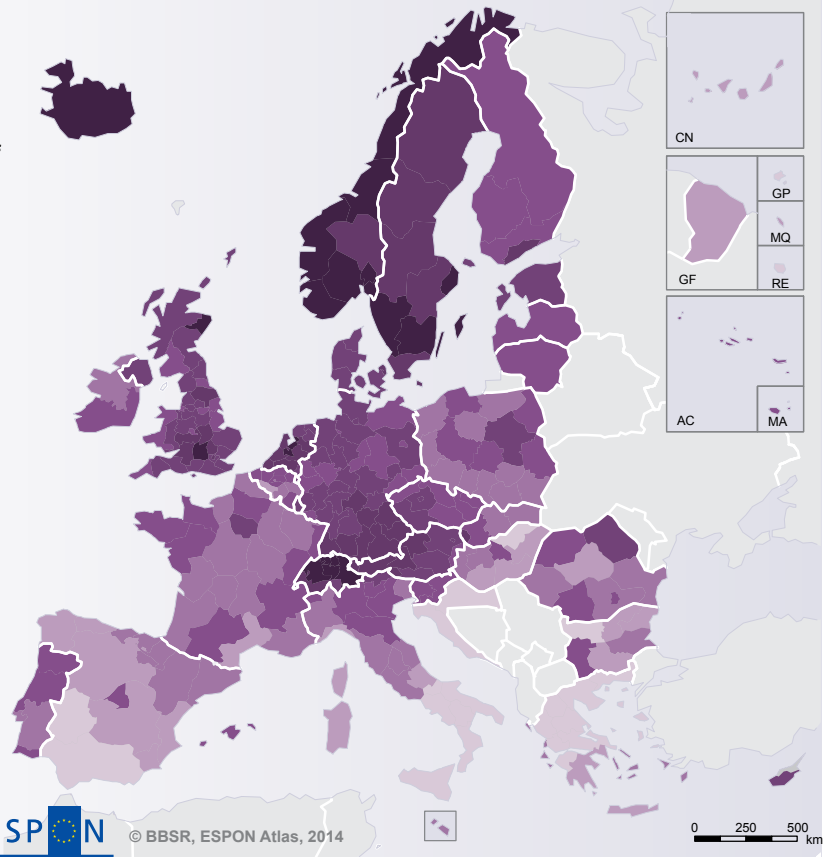 CN
GP
MQ
GF
RE
AC
MA
SPON
© BBSR, ESPON Atlas, 2014
0 250 500
km